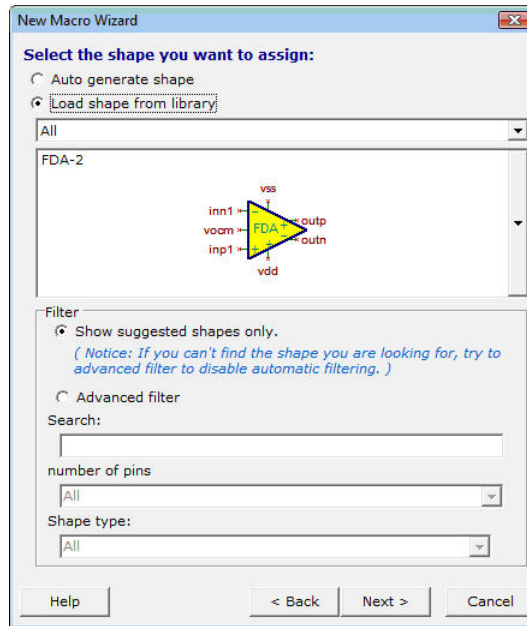 New Macro Wizard
Select the shape you want to assign:
Auto generate shape
Load shape from library
All
FDA-2
vss
inn1
outp
vocm
FDA
outn
inp1
vdd
Filter
Show suggested shapes only.
( Notice: If you can't find the shape you are looking for, try to
advanced filter to disable automatic filtering. )
Advanced filter
Search:
number of pins
All
Shape type:
All
Help
< Back
Next >
Cancel